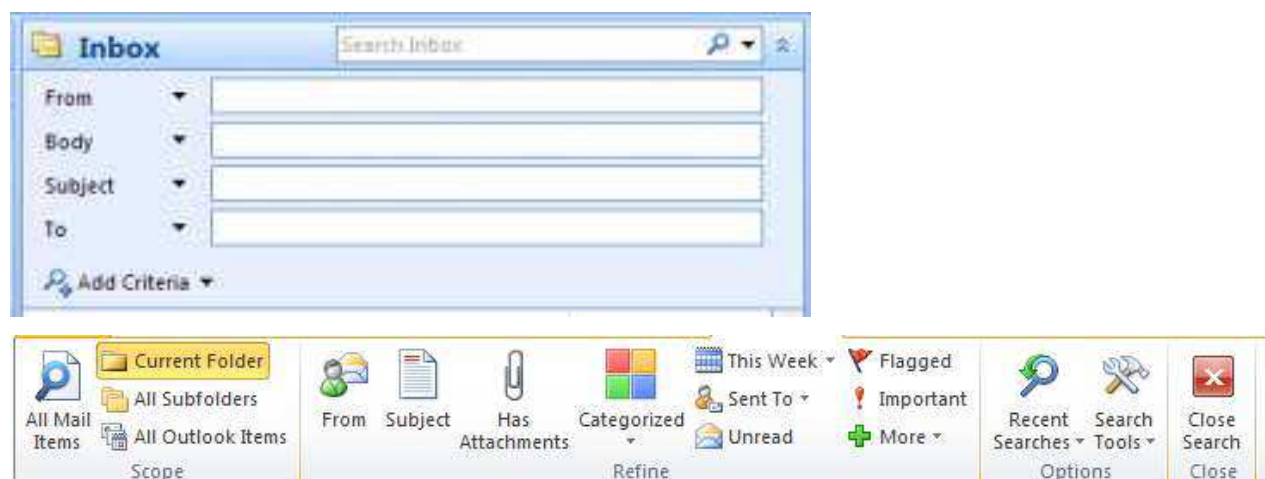 Inbox
Search Inbox
From
Body
Subject
To
Add Criteria
All Mail Items
Current Folder
All Subfolders
All Outlook Items
Scope
From
Subject
Has Attachments
Categorized
This Week
Sent To
Unread
Flagged
Important
More
Refine
Recent Searches
Search Tools
Options
Close Search
Close